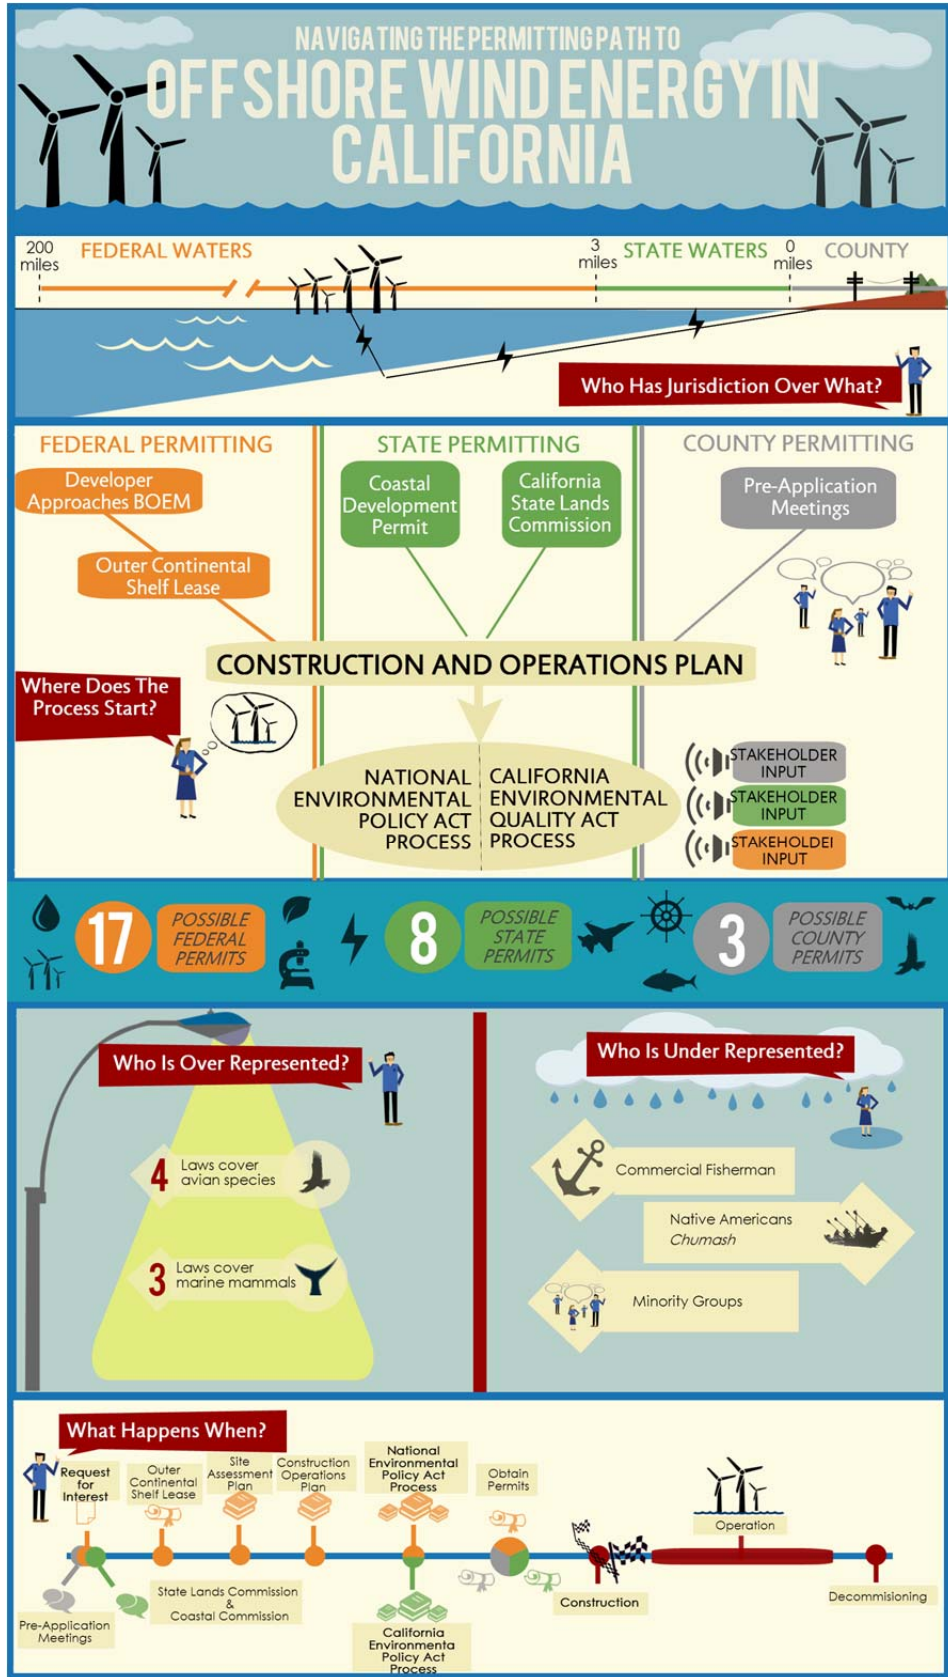 NAVIGATING THE PERMITTING PATH TO
OFFSHORE WIND ENERGY IN
CALIFORNIA
200
miles
FEDERAL WATERS
3
miles
STATE WATERS
0
miles
COUNTY
Who Has Jurisdiction Over What?
FEDERAL PERMITTING
STATE PERMITTING
COUNTY PERMITTING
Developer
Approaches BOEM
Outer Continental
Shelf Lease
Coastal
Development
Permit
California
State Lands
Commission
Pre-Application
Meetings
CONSTRUCTION AND OPERATIONS PLAN
Where Does The
Process Start?
NATIONAL
ENVIRONMENTAL
POLICY ACT
PROCESS
CALIFORNIA
ENVIRONMENTAL
QUALITY ACT
PROCESS
STAKEHOLDER
INPUT
STAKEHOLDER
INPUT
STAKEHOLDEI
INPUT
17
POSSIBLE
FEDERAL
PERMITS
8
POSSIBLE
STATE
PERMITS
3
POSSIBLE
COUNTY
PERMITS
Who Is Over Represented?
4
Laws cover
avian species
3
Laws cover
marine mammals
Who Is Under Represented?
Commercial Fisherman
Native Americans
Chumash
Minority Groups
What Happens When?
Request
for
Interest
Outer
Continental
Shelf Lease
Site
Assessment
Plan
Construction
Operations
Plan
National
Environmental
Policy Act
Process
Obtain
Permits
Operation
Pre-Application
Meetings
State Lands Commission
&
Coastal Commission
California
Environmenta
Policy Act
Process
Construction
Decommisioning